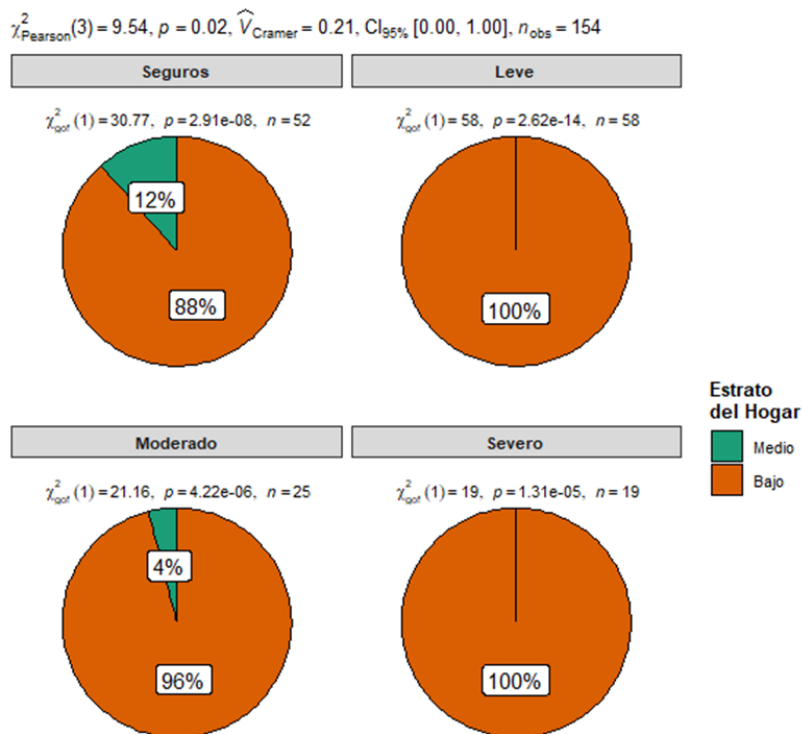 χ²Pearson(3) = 9.54, p = 0.02, V̂Cramer = 0.21, CI95% [0.00, 1.00], nobs = 154
Seguros
χ²gof (1) = 30.77, p = 2.91e-08, n = 52
12%
88%
Leve
χ²gof (1) = 58, p = 2.62e-14, n = 58
100%
Moderado
χ²gof (1) = 21.16, p = 4.22e-06, n = 25
4%
96%
Severo
χ²gof (1) = 19, p = 1.31e-05, n = 19
100%
Estrato
del Hogar
Medio
Bajo